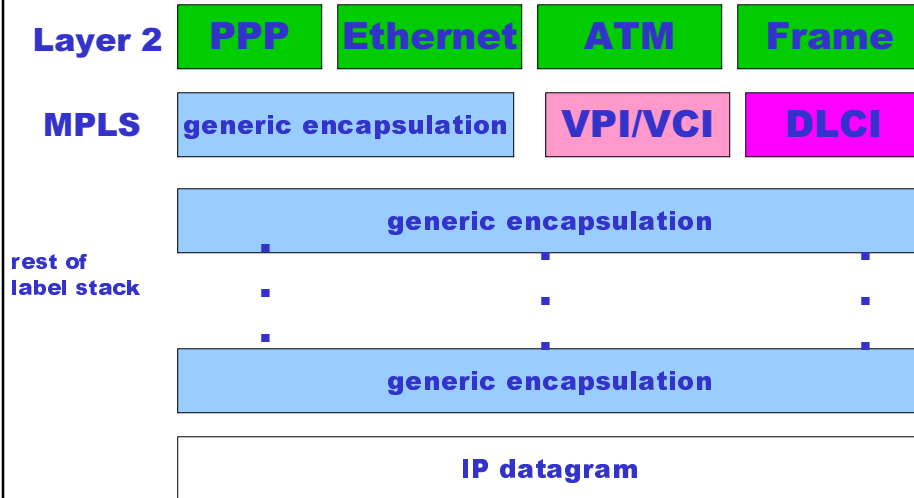 Layer 2 PPP Ethernet ATM Frame
MPLS generic encapsulation VPI/VCI DLCI
generic encapsulation
rest of
label stack
generic encapsulation
IP datagram